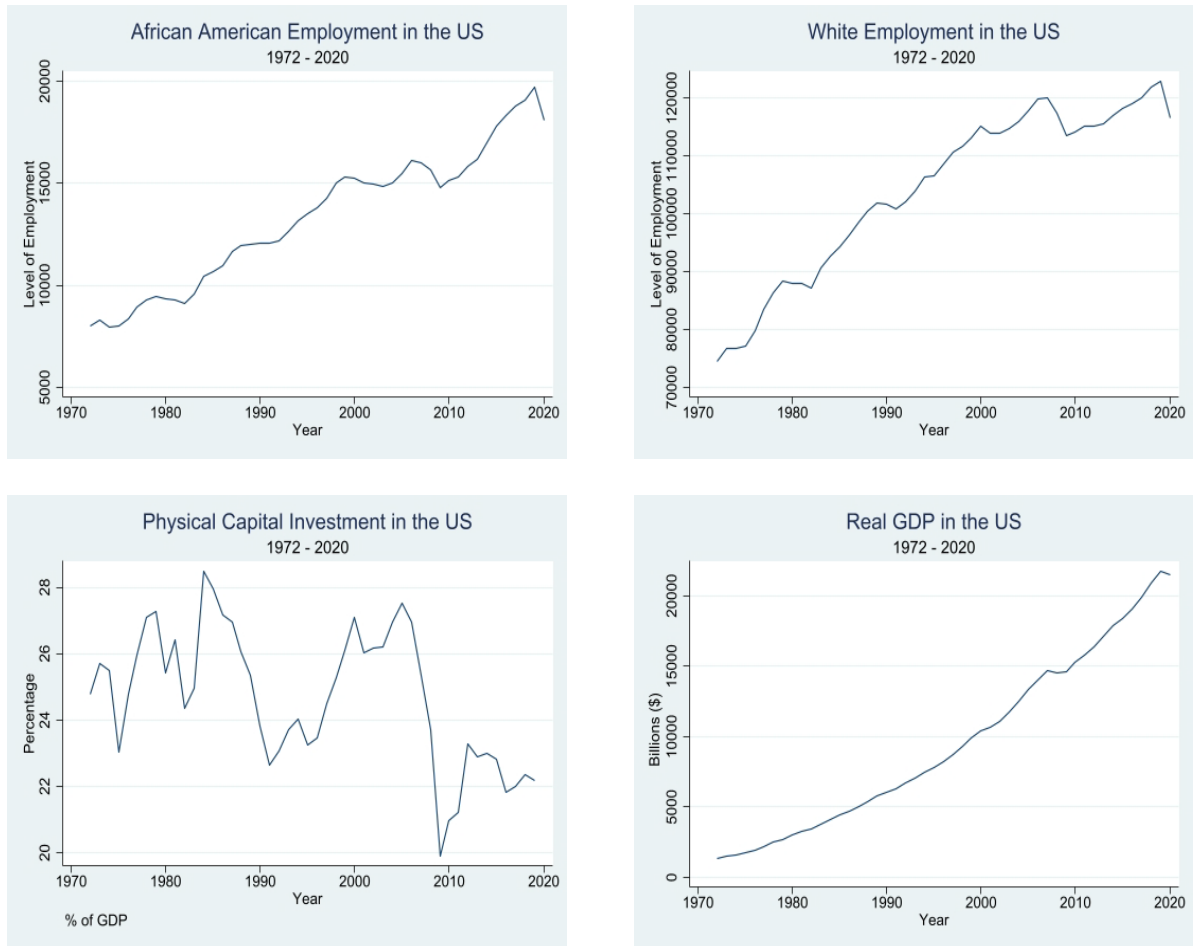 African American Employment in the US
1972 - 2020
Level of Employment
20000
15000
10000
5000
1970 1980 1990 2000 2010 2020
Year
White Employment in the US
1972 - 2020
Level of Employment
120000
110000
100000
90000
80000
70000
1970 1980 1990 2000 2010 2020
Year
Physical Capital Investment in the US
1972 - 2020
Percentage
28
26
24
22
20
1970 1980 1990 2000 2010 2020
Year
% of GDP
Real GDP in the US
1972 - 2020
Billions ($)
20000
15000
10000
5000
0
1970 1980 1990 2000 2010 2020
Year